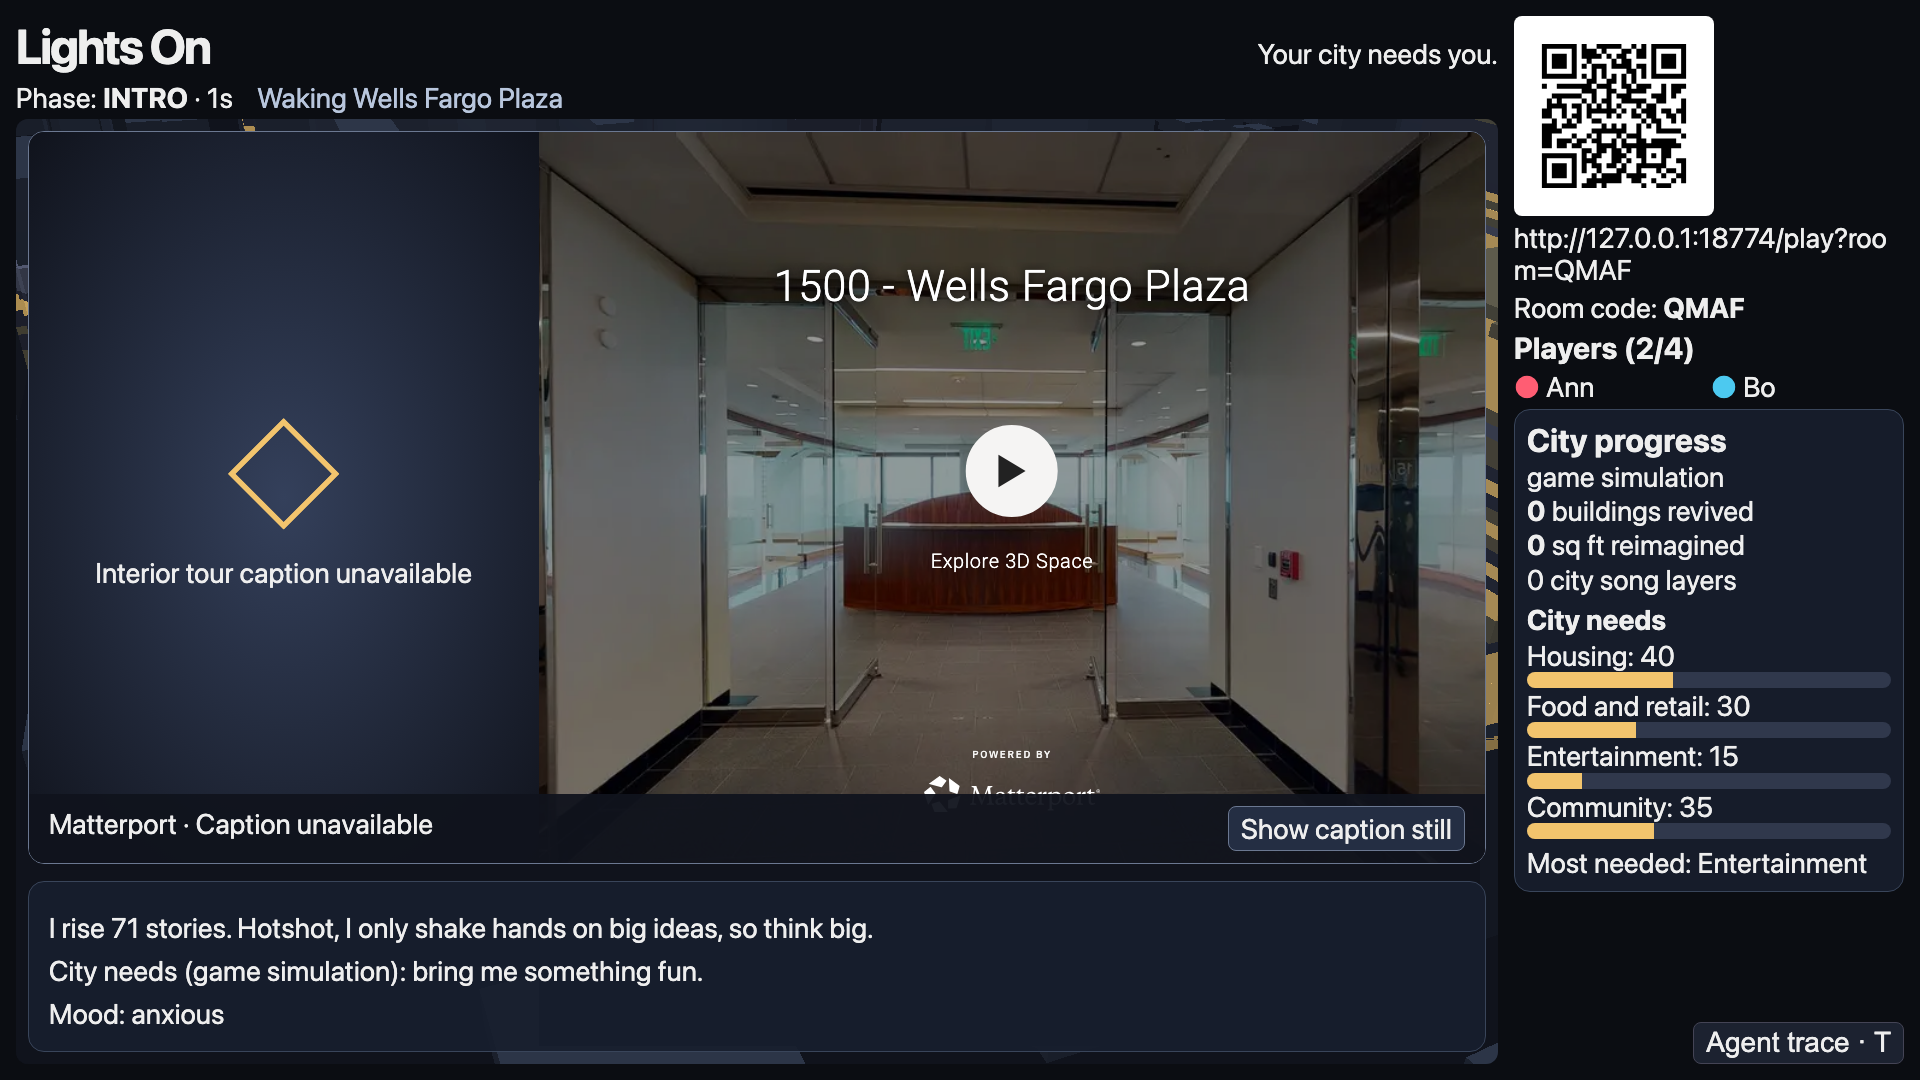 Lights On
Your city needs you.
Phase: INTRO · 1s Waking Wells Fargo Plaza
1500 - Wells Fargo Plaza
EXIT
Explore 3D Space
POWERED BY
Matterport
Interior tour caption unavailable
Matterport · Caption unavailable
Show caption still
I rise 71 stories. Hotshot, I only shake hands on big ideas, so think big.
City needs (game simulation): bring me something fun.
Mood: anxious
http://127.0.0.1:18774/play?roo
m=QMAF
Room code: QMAF
Players (2/4)
Ann
Bo
City progress
game simulation
0 buildings revived
0 sq ft reimagined
0 city song layers
City needs
Housing: 40
Food and retail: 30
Entertainment: 15
Community: 35
Most needed: Entertainment
Agent trace · T